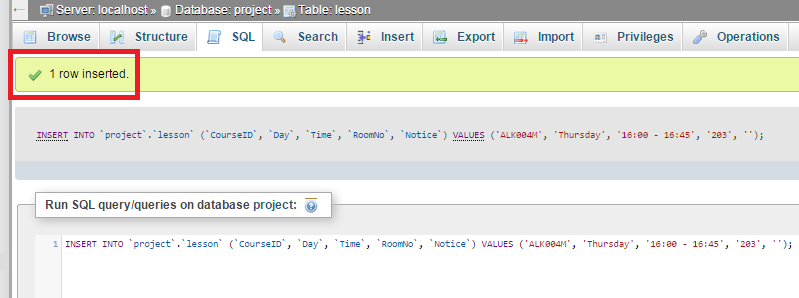 Server: localhost » Database: project » Table: lesson
Browse Structure SQL Search Insert Export Import Privileges Operations
1 row inserted.
INSERT INTO `project`.`lesson` (`CourseID`, `Day`, `Time`, `RoomNo`, `Notice`) VALUES ('ALK004M', 'Thursday', '16:00 - 16:45', '203', '');
Run SQL query/queries on database project:
1 INSERT INTO `project`.`lesson` (`CourseID`, `Day`, `Time`, `RoomNo`, `Notice`) VALUES ('ALK004M', 'Thursday', '16:00 - 16:45', '203', '');